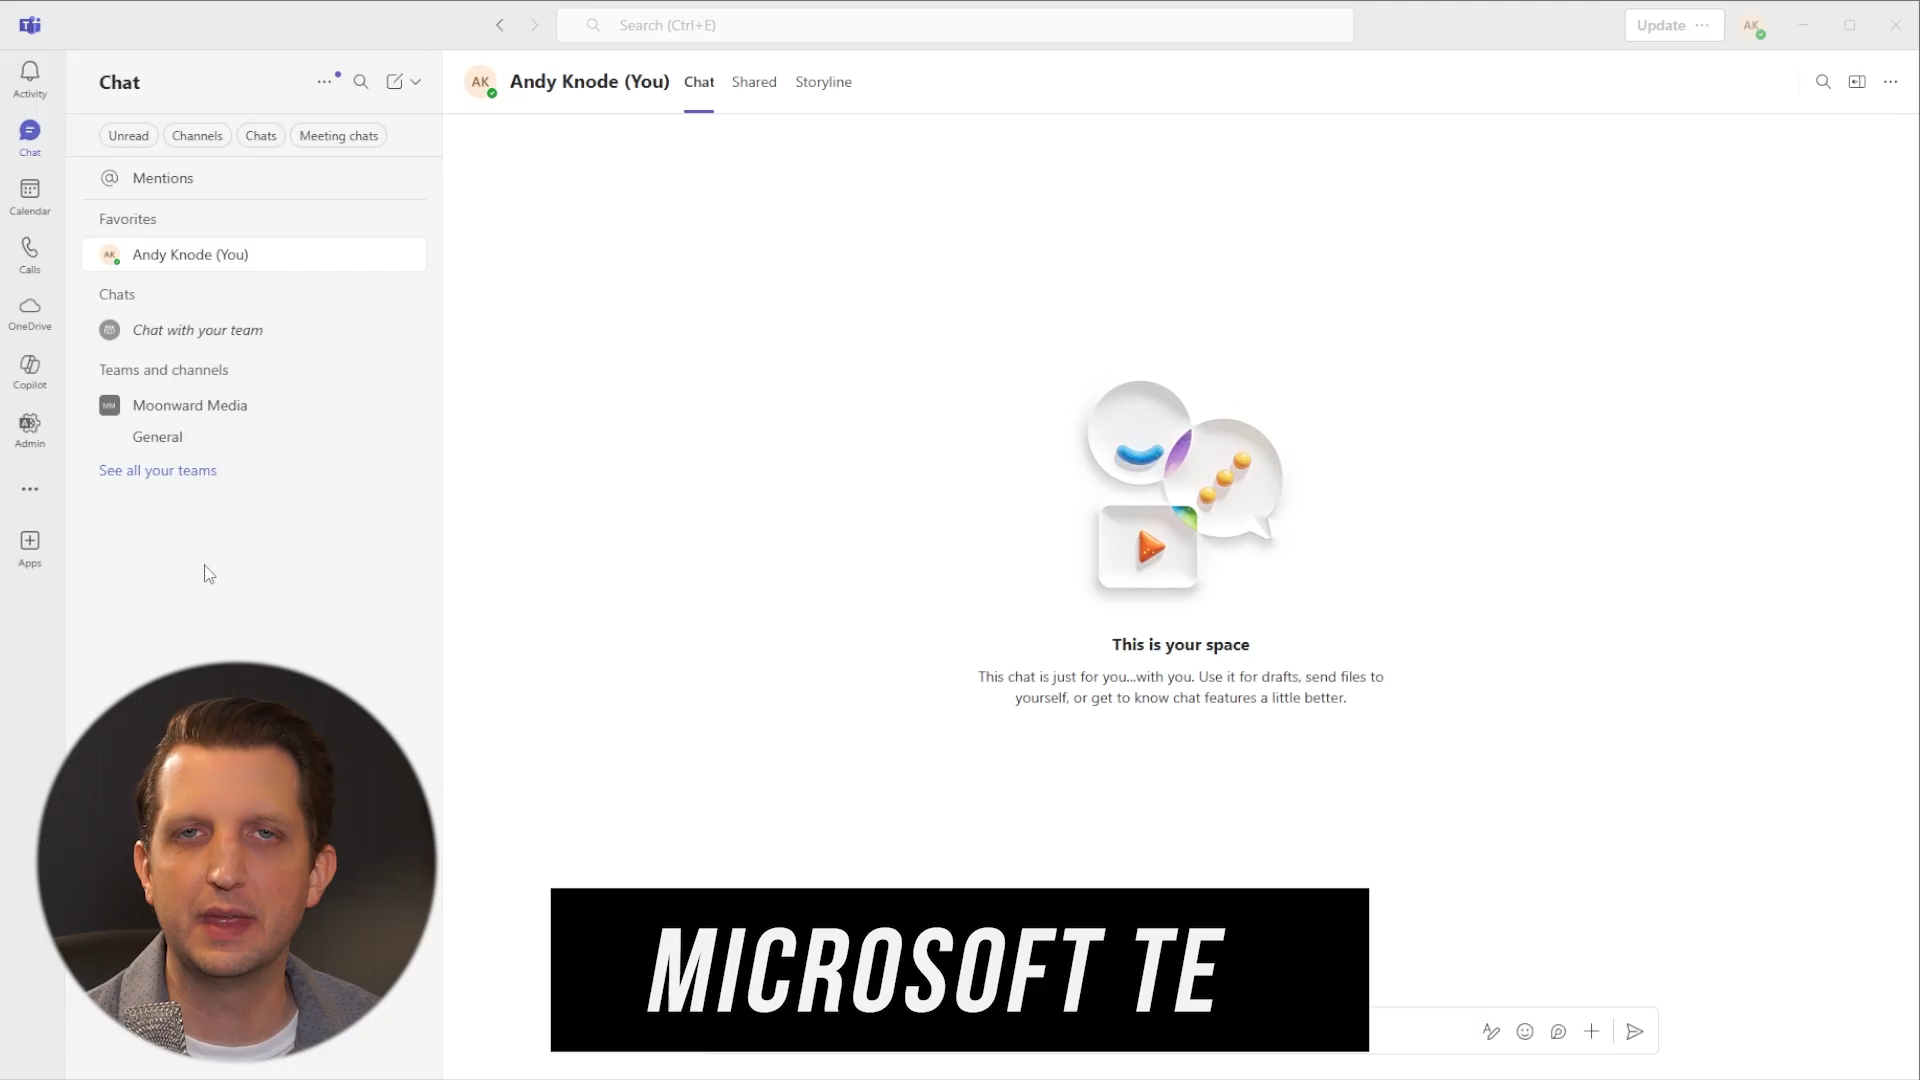 Search (Ctrl+E)
Update
AK
Activity
Chat
Calendar
Calls
OneDrive
Copilot
Admin
Apps
Chat
Unread
Channels
Chats
Meeting chats
Mentions
Favorites
AK
Andy Knode (You)
Chats
Chat with your team
Teams and channels
MM
Moonward Media
General
See all your teams
AK
Andy Knode (You)
Chat
Shared
Storyline
This is your space
This chat is just for you...with you. Use it for drafts, send files to
yourself, or get to know chat features a little better.
MICROSOFT TE